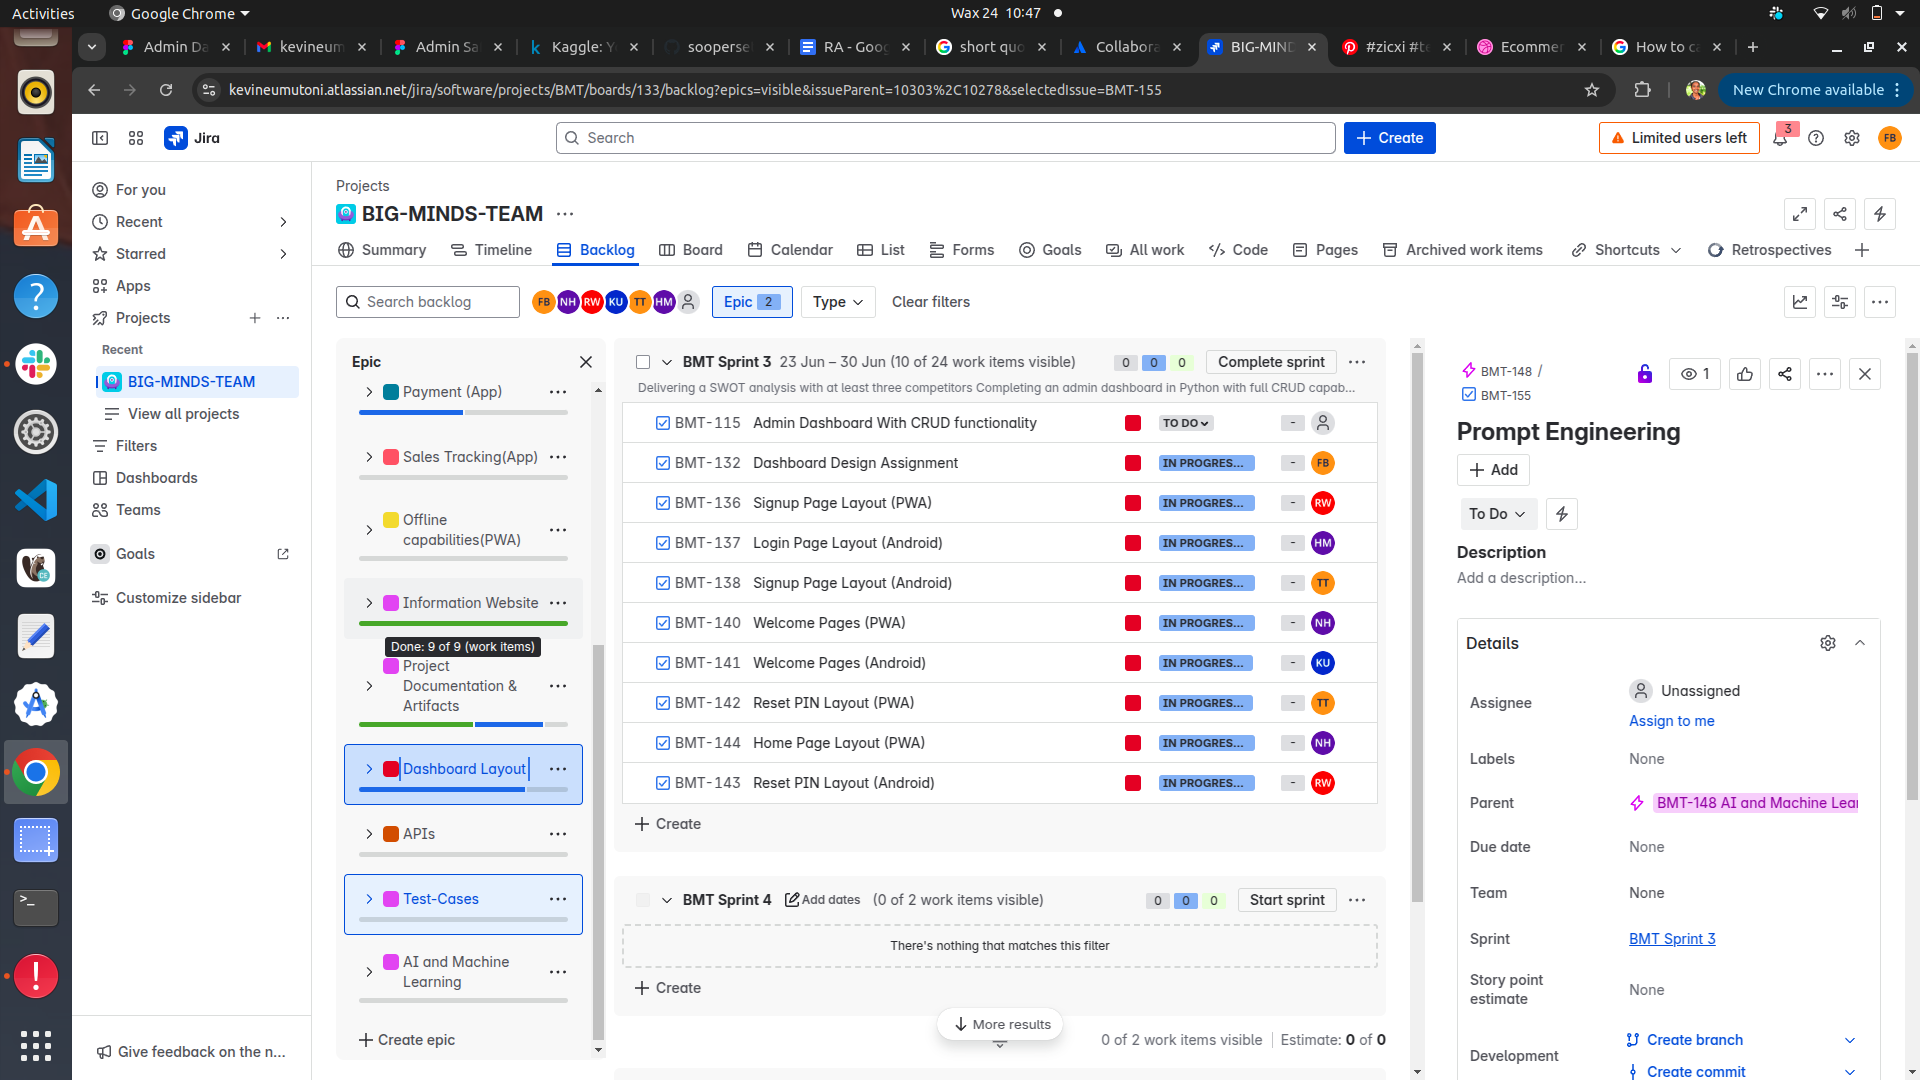 Activities
Google Chrome
Wax 24 10:47
Admin Da
kevineum
Admin Sa
Kaggle: Y
sooperse
RA - Goog
short quo
Collabora
BIG-MIND
#zicxi #te
Ecommer
How to ca
kevineumutoni.atlassian.net/jira/software/projects/BMT/boards/133/backlog?epics=visible&issueParent=10303%2C10278&selectedIssue=BMT-155
New Chrome available
Jira
Search
Create
Limited users left
3
FB
For you
Recent
Starred
Apps
Projects
Recent
BIG-MINDS-TEAM
View all projects
Filters
Dashboards
Teams
Goals
Customize sidebar
Give feedback on the n...
Projects
BIG-MINDS-TEAM
Summary
Timeline
Backlog
Board
Calendar
List
Forms
Goals
All work
Code
Pages
Archived work items
Shortcuts
Retrospectives
Search backlog
FB NH RW KU TT HM
Epic 2
Type
Clear filters
Epic
Payment (App)
Sales Tracking(App)
Offline
capabilities(PWA)
Information Website
Done: 9 of 9 (work items)
Project
Documentation &
Artifacts
Dashboard Layout
APIs
Test-Cases
AI and Machine
Learning
Create epic
BMT Sprint 3 23 Jun – 30 Jun (10 of 24 work items visible) 0 0 0 Complete sprint
Delivering a SWOT analysis with at least three competitors Completing an admin dashboard in Python with full CRUD capab...
BMT-115 Admin Dashboard With CRUD functionality TO DO -
BMT-132 Dashboard Design Assignment IN PROGRES... - FB
BMT-136 Signup Page Layout (PWA) IN PROGRES... - RW
BMT-137 Login Page Layout (Android) IN PROGRES... - HM
BMT-138 Signup Page Layout (Android) IN PROGRES... - TT
BMT-140 Welcome Pages (PWA) IN PROGRES... - NH
BMT-141 Welcome Pages (Android) IN PROGRES... - KU
BMT-142 Reset PIN Layout (PWA) IN PROGRES... - TT
BMT-144 Home Page Layout (PWA) IN PROGRES... - NH
BMT-143 Reset PIN Layout (Android) IN PROGRES... - RW
Create
BMT Sprint 4 Add dates (0 of 2 work items visible) 0 0 0 Start sprint
There's nothing that matches this filter
Create
More results
0 of 2 work items visible Estimate: 0 of 0
BMT-148 /
BMT-155
1
Prompt Engineering
Add
To Do
Description
Add a description...
Details
Assignee
Unassigned
Assign to me
Labels
None
Parent
BMT-148 AI and Machine Lear
Due date
None
Team
None
Sprint
BMT Sprint 3
Story point
estimate
None
Development
Create branch
Create commit